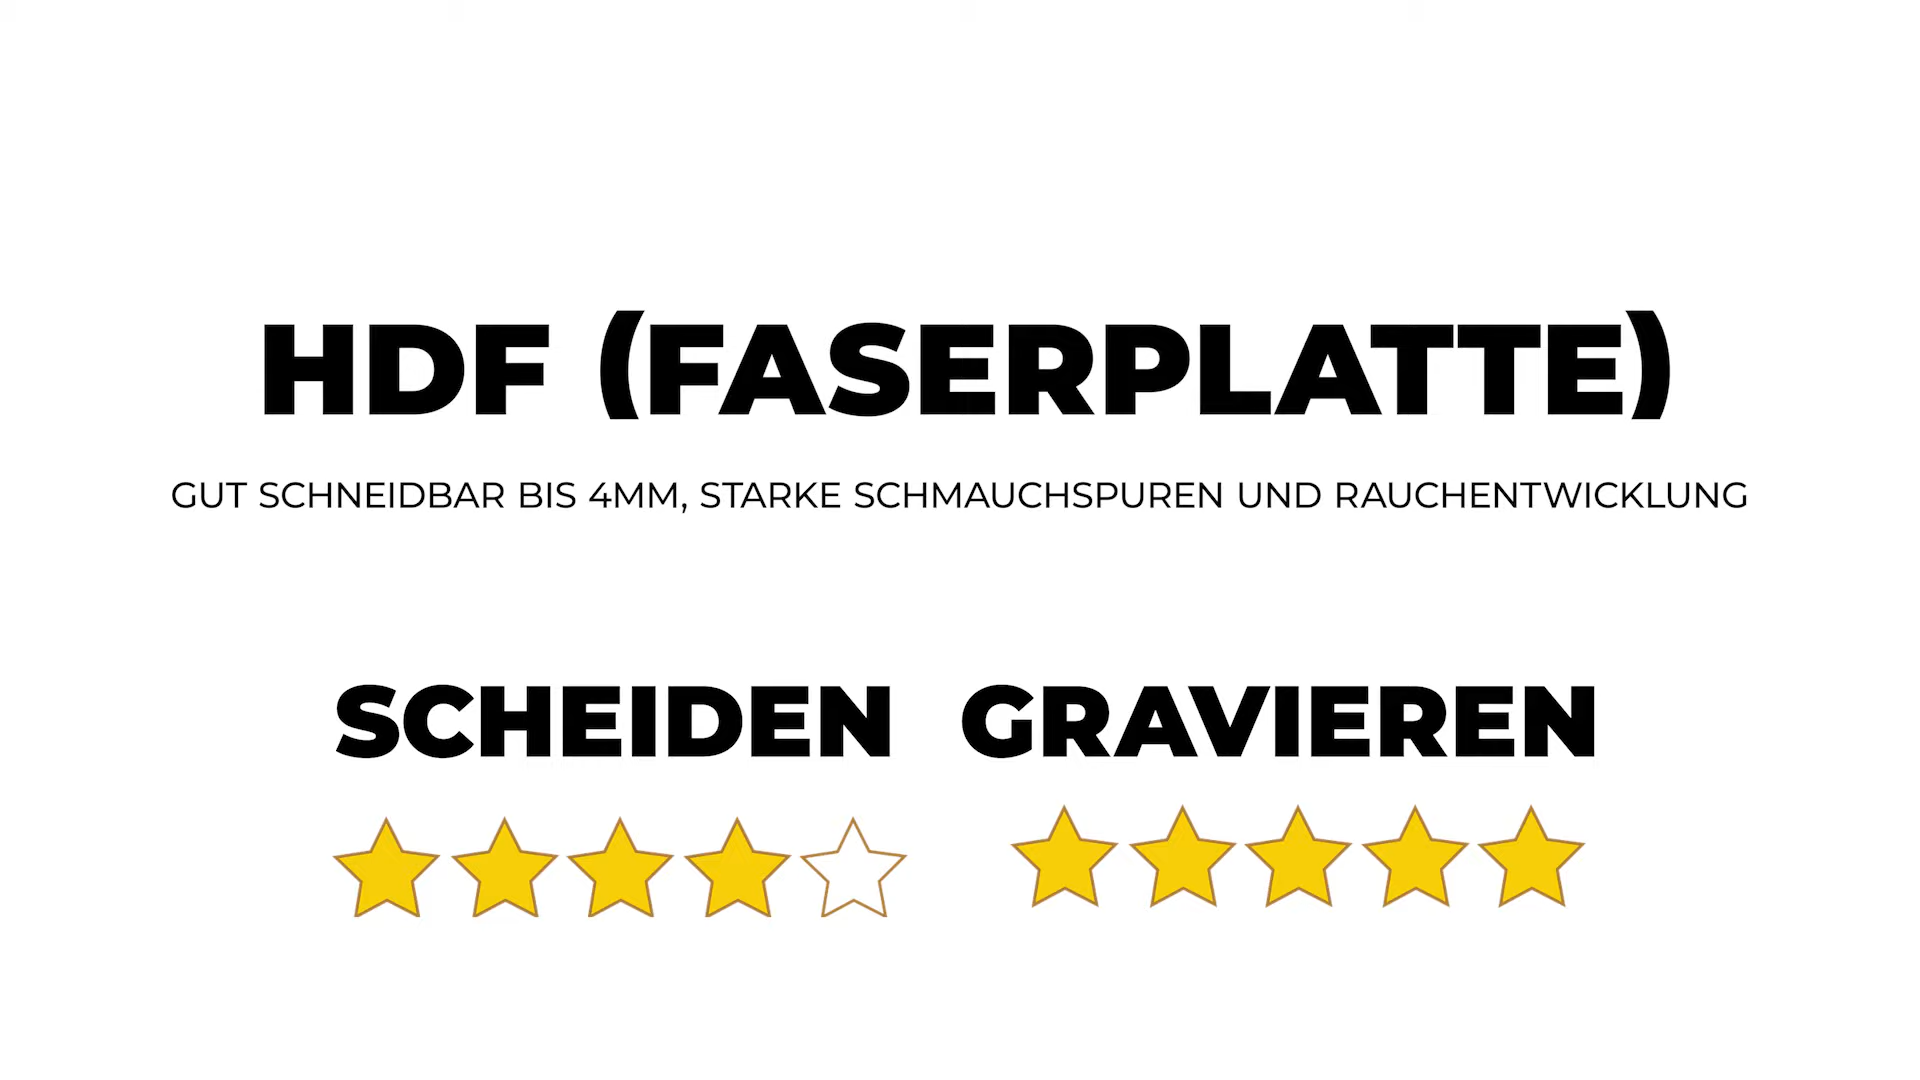 HDF (FASERPLATTE)
GUT SCHNEIDBAR BIS 4MM, STARKE SCHMAUCHSPUREN UND RAUCHENTWICKLUNG
SCHEIDEN GRAVIEREN